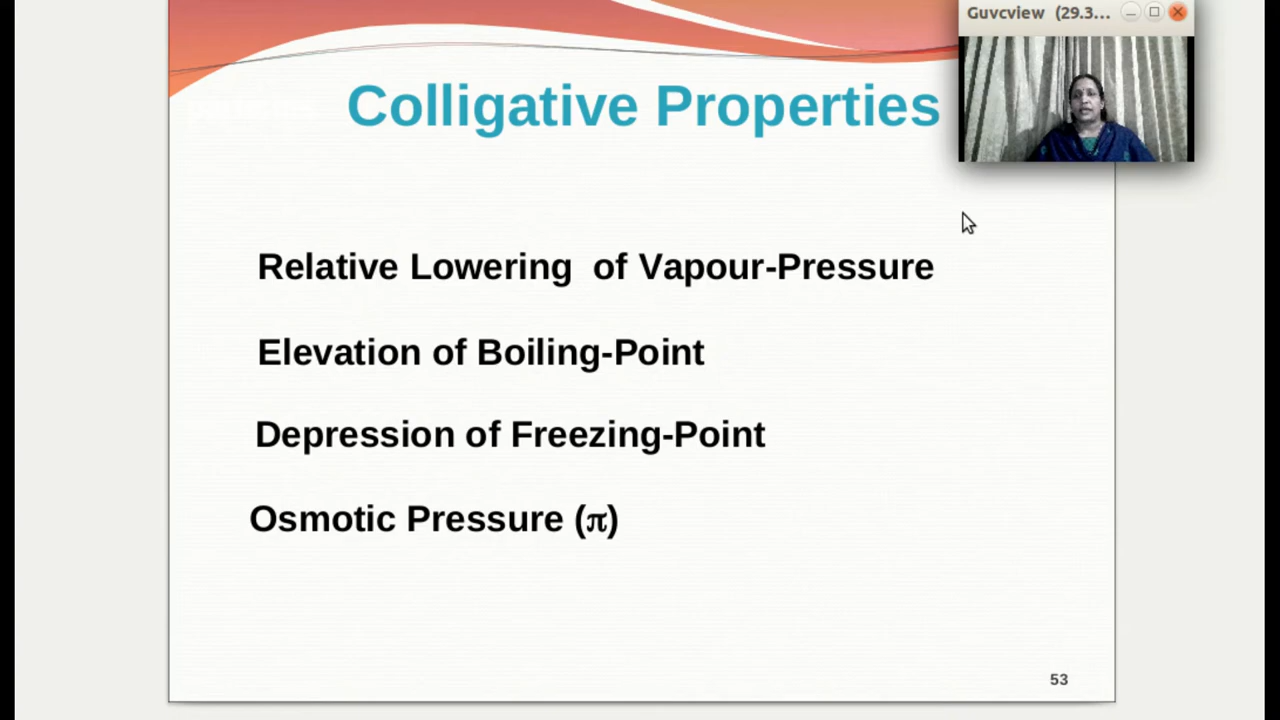 Guvcview (29.3...
Colligative Properties
Relative Lowering of Vapour-Pressure
Elevation of Boiling-Point
Depression of Freezing-Point
Osmotic Pressure (π)
53